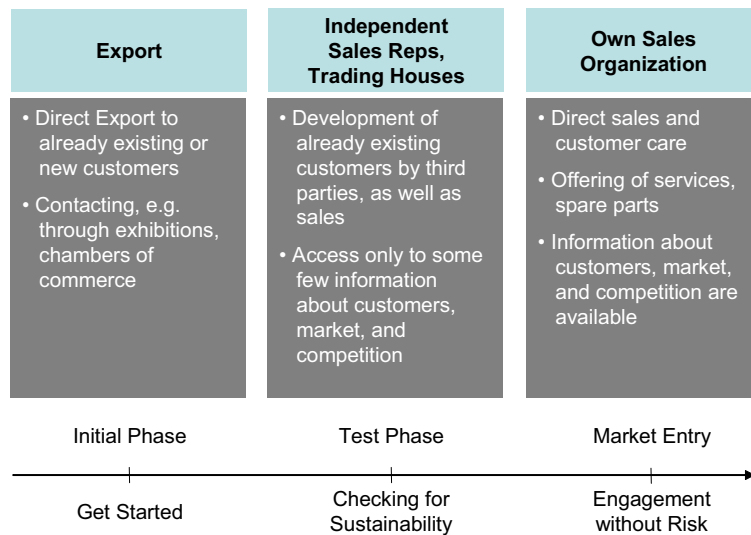 Export
• Direct Export to
already existing or
new customers
• Contacting, e.g.
through exhibitions,
chambers of
commerce
Independent
Sales Reps,
Trading Houses
• Development of
already existing
customers by third
parties, as well as
sales
• Access only to some
few information
about customers,
market, and
competition
Own Sales
Organization
• Direct sales and
customer care
• Offering of services,
spare parts
• Information about
customers, market,
and competition are
available
Initial Phase
Test Phase
Market Entry
Get Started
Checking for
Sustainability
Engagement
without Risk